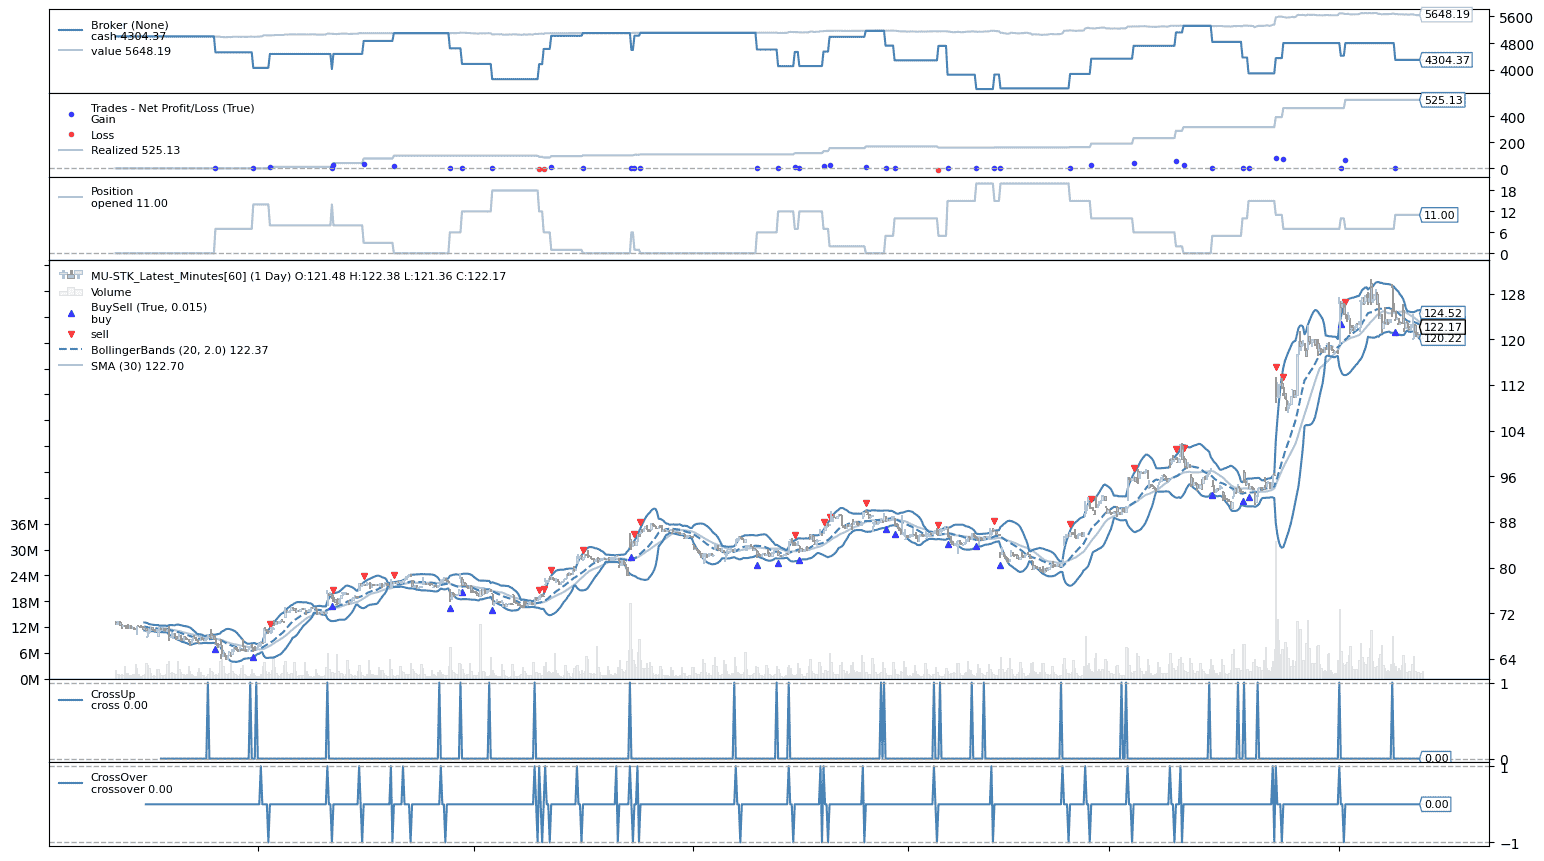 Broker (None)
cash 4304.37
value 5648.19
5648.19
5600
4800
4304.37
4000
Trades - Net Profit/Loss (True)
Gain
Loss
Realized 525.13
525.13
400
200
0
Position
opened 11.00
18
12
11.00
6
0
MU-STK_Latest_Minutes[60] (1 Day) O:121.48 H:122.38 L:121.36 C:122.17
Volume
BuySell (True, 0.015)
buy
sell
BollingerBands (20, 2.0) 122.37
SMA (30) 122.70
128
124.52
122.17
120.22
120
112
104
96
88
80
72
64
36M
30M
24M
18M
12M
6M
0M
CrossUp
cross 0.00
1
0.00
0
CrossOver
crossover 0.00
1
0.00
−1